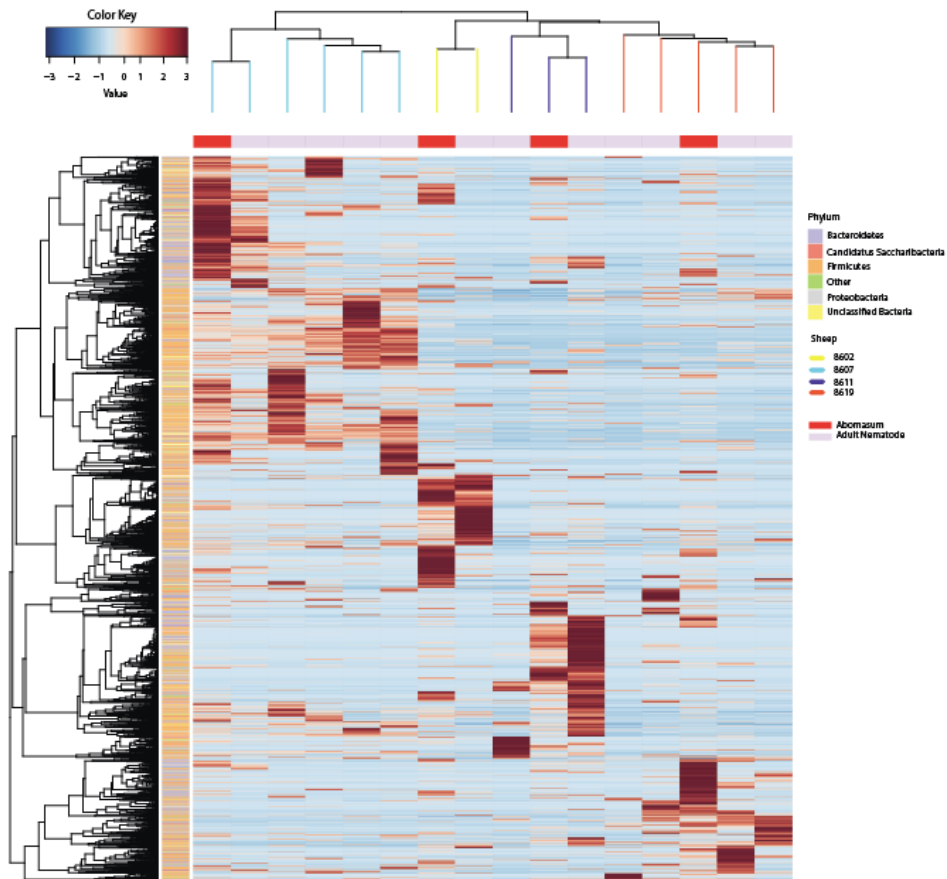 Color Key
−3 −2 −1 0 1 2 3
Value
Phylum
Bacteroidetes
Candidatus Saccharibacteria
Firmicutes
Other
Proteobacteria
Unclassified Bacteria
Sheep
8602
8607
8611
8619
Abomasum
Adult Nematode